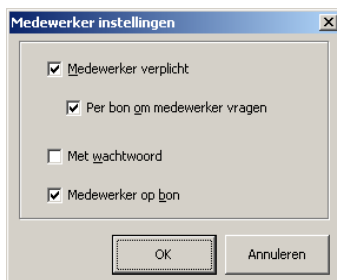 Medewerker instellingen
Medewerker verplicht
Per bon om medewerker vragen
Met wachtwoord
Medewerker op bon
OK
Annuleren